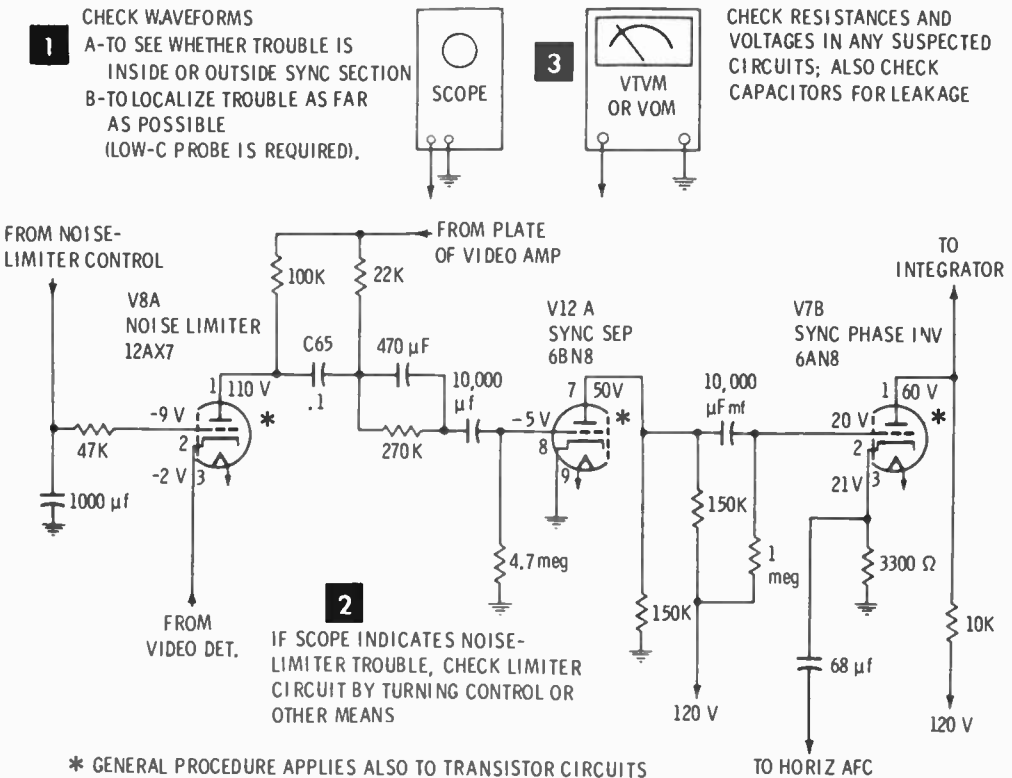 1
CHECK WAVEFORMS
A-TO SEE WHETHER TROUBLE IS
INSIDE OR OUTSIDE SYNC SECTION
B-TO LOCALIZE TROUBLE AS FAR
AS POSSIBLE
(LOW-C PROBE IS REQUIRED).
SCOPE
3
VTVM
OR VOM
CHECK RESISTANCES AND
VOLTAGES IN ANY SUSPECTED
CIRCUITS; ALSO CHECK
CAPACITORS FOR LEAKAGE
FROM NOISE-
LIMITER CONTROL
FROM PLATE
OF VIDEO AMP
TO
INTEGRATOR
100K
22K
V8A
NOISE LIMITER
12AX7
C65
.1
470 µF
10,000
µf
V12 A
SYNC SEP
6BN8
V7B
SYNC PHASE INV
6AN8
1 110 V
-9 V
2
-2 V 3
*
47K
1000 µf
270K
7 50V
-5 V
8
9
*
10,000
µFmf
1 60 V
20 V
2
21V 3
*
150K
4.7 meg
1
meg
3300 Ω
150K
10K
68 µf
FROM
VIDEO DET.
2
IF SCOPE INDICATES NOISE-
LIMITER TROUBLE, CHECK LIMITER
CIRCUIT BY TURNING CONTROL OR
OTHER MEANS
120 V
120 V
* GENERAL PROCEDURE APPLIES ALSO TO TRANSISTOR CIRCUITS
TO HORIZ AFC